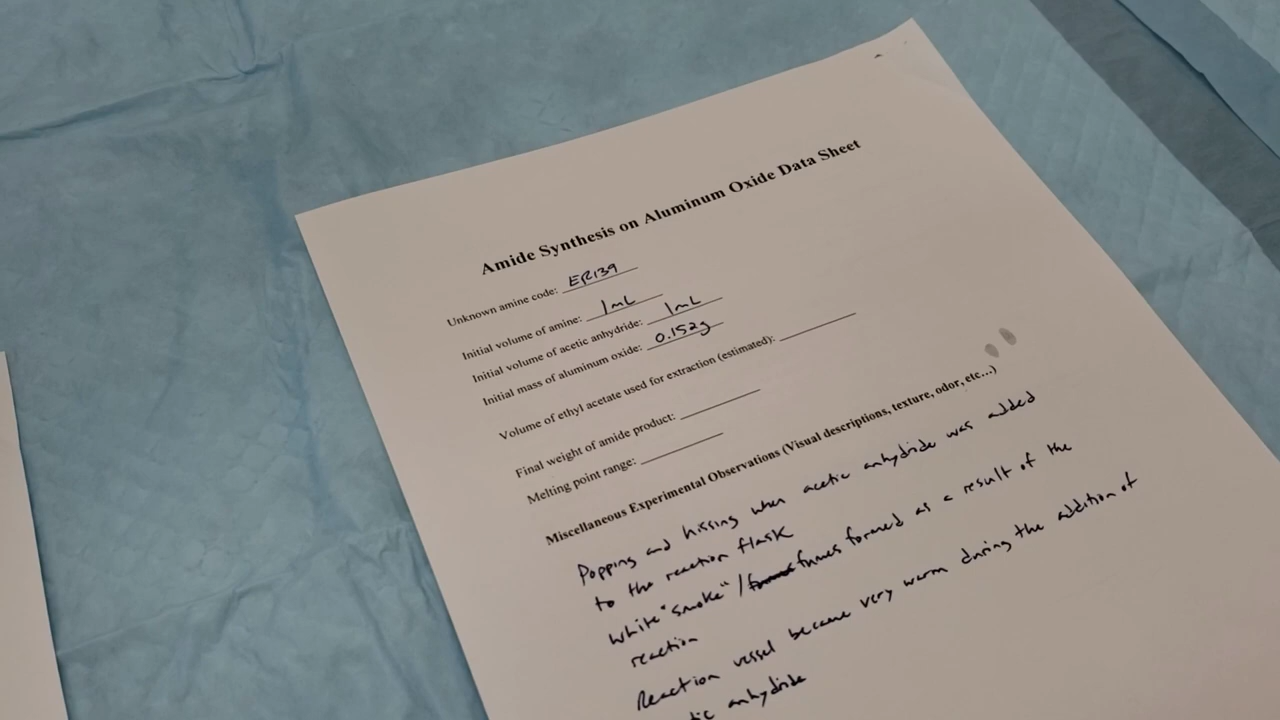 Amide Synthesis on Aluminum Oxide Data Sheet
Unknown amine code: ER139
Initial volume of amine: 1mL
Initial volume of acetic anhydride: 1mL
Initial mass of aluminum oxide: 0.152g
Volume of ethyl acetate used for extraction (estimated):
Final weight of amide product:
Melting point range:
Miscellaneous Experimental Observations (Visual descriptions, texture, odor, etc...)
Popping and hissing when acetic anhydride was added
to the reaction flask
White "smoke" / fumes formed as a result of the
reaction
Reaction vessel became very warm during the addition of
tic anhydride